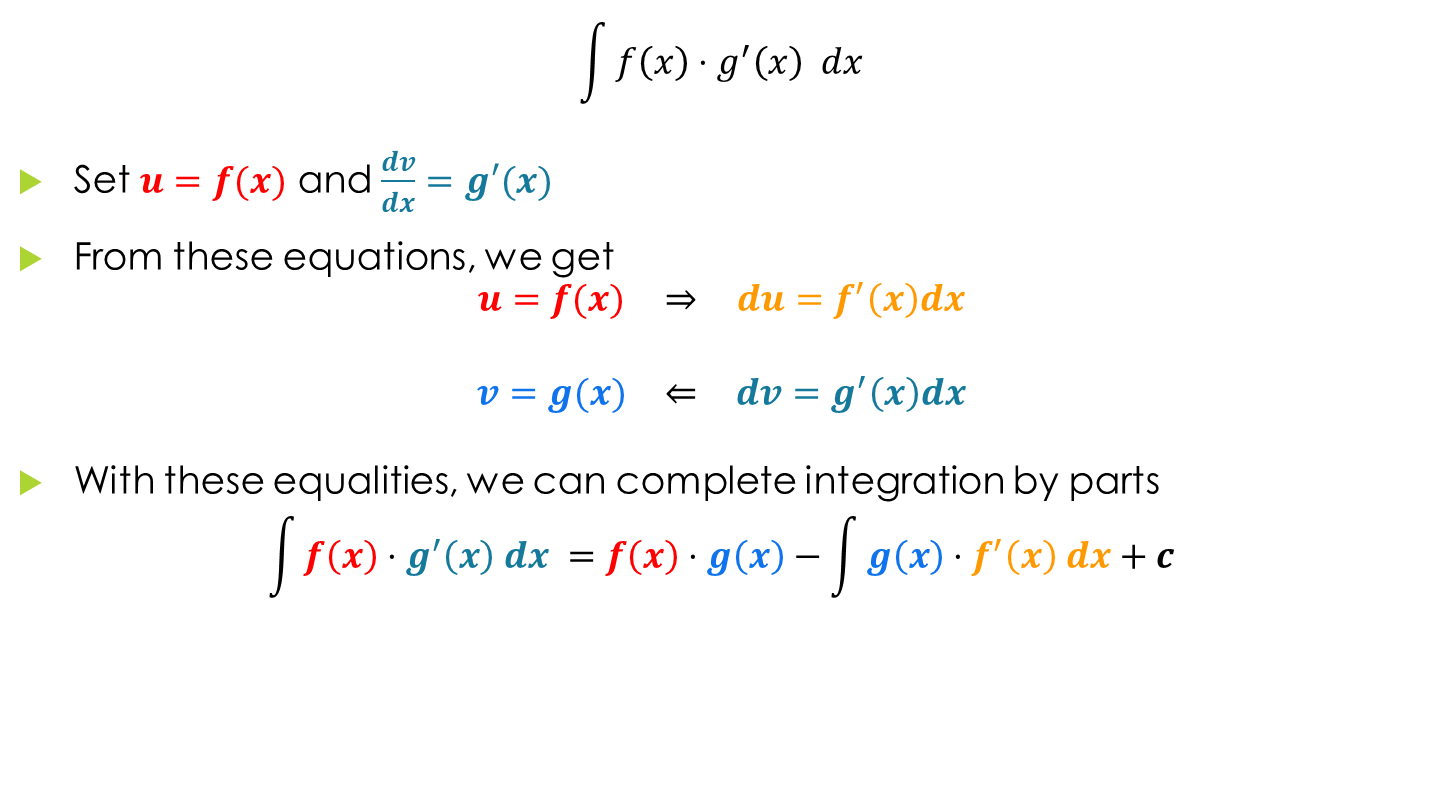 ∫ f(x) · g′(x) dx
▶ Set u = f(x) and dv/dx = g′(x)
▶ From these equations, we get
u = f(x) ⇒ du = f′(x)dx
v = g(x) ⇐ dv = g′(x)dx
▶ With these equalities, we can complete integration by parts
∫ f(x) · g′(x) dx = f(x) · g(x) − ∫ g(x) · f′(x) dx + c